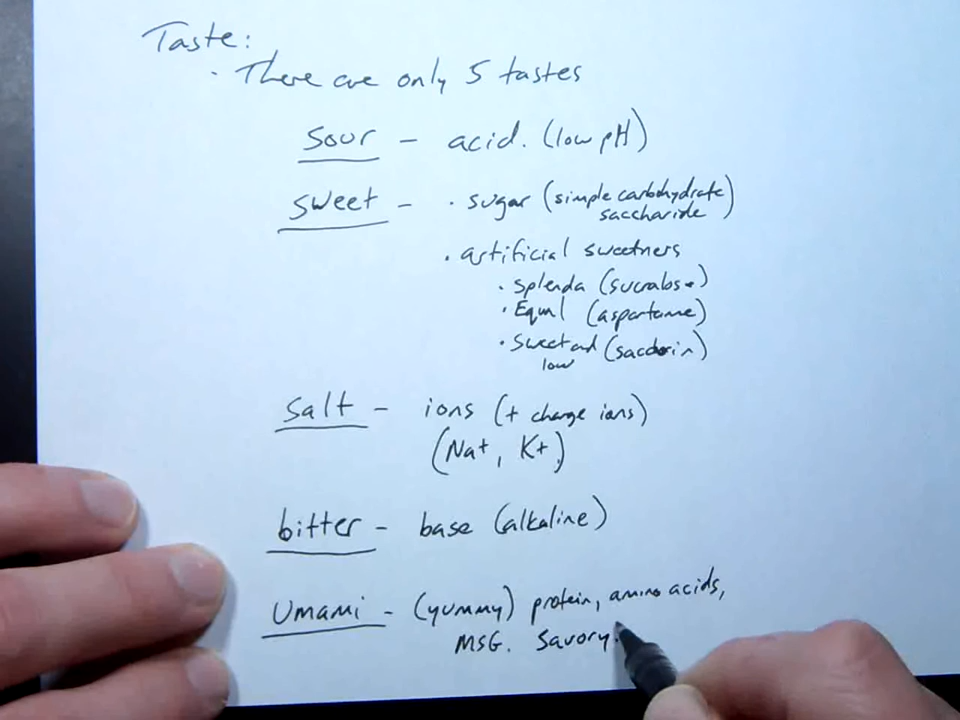 Taste:
· There are only 5 tastes
sour - acid. (low pH)
sweet - · sugar (simple carbohydrate
saccharide)
· artificial sweetners
· splenda (sucralose)
· Equal (aspartame)
· sweet and (saccharin)
low
salt - ions (+ charge ions)
(Na+, K+,)
bitter - base (alkaline)
Umami - (yummy) protein, amino acids,
MSG. Savory.